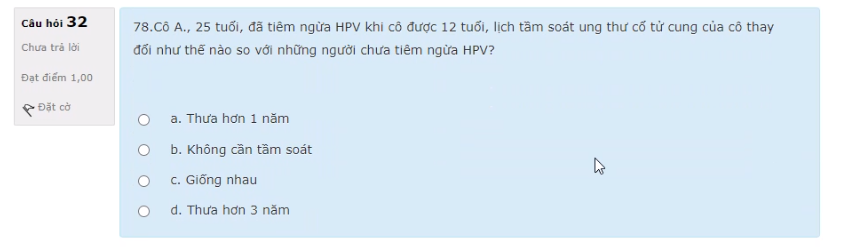 Câu hỏi 32
Chưa trả lời
Đạt điểm 1,00
Đặt cờ
78.Cô A., 25 tuổi, đã tiêm ngừa HPV khi cô được 12 tuổi, lịch tầm soát ung thư cổ tử cung của cô thay
đổi như thế nào so với những người chưa tiêm ngừa HPV?
a. Thưa hơn 1 năm
b. Không cần tầm soát
c. Giống nhau
d. Thưa hơn 3 năm